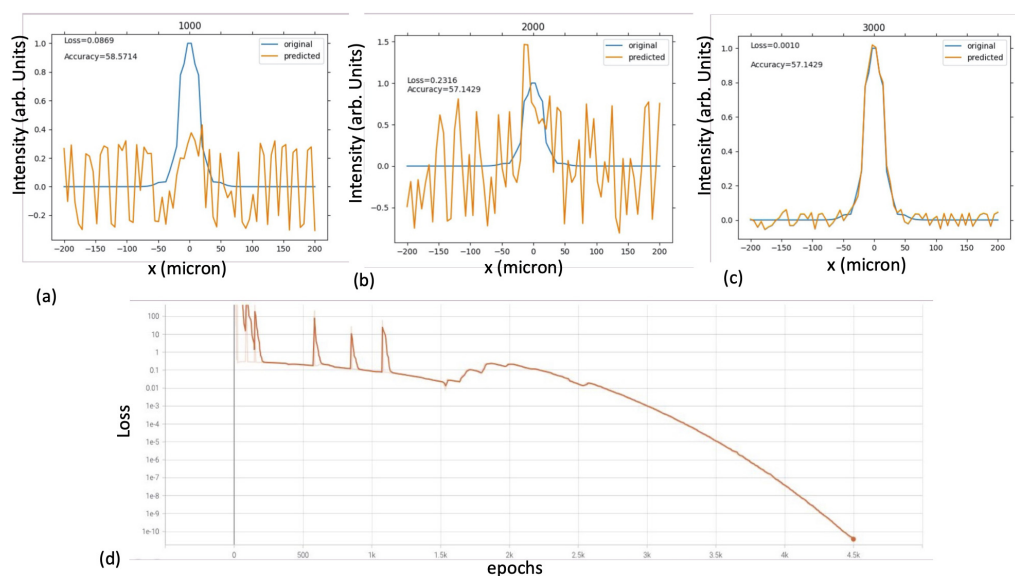 1000
Loss=0.0869
Accuracy=58.5714
original
predicted
Intensity (arb. Units)
1.0
0.8
0.6
0.4
0.2
0.0
−0.2
−200 −150 −100 −50 0 50 100 150 200
x (micron)
(a)
2000
Loss=0.2316
Accuracy=57.1429
original
predicted
Intensity (arb. Units)
1.5
1.0
0.5
0.0
−0.5
−200 −150 −100 −50 0 50 100 150 200
x (micron)
(b)
3000
Loss=0.0010
Accuracy=57.1429
original
predicted
Intensity (arb. Units)
1.0
0.8
0.6
0.4
0.2
0.0
−200 −150 −100 −50 0 50 100 150 200
x (micron)
(c)
Loss
100
10
1
0.1
0.01
1e-3
1e-4
1e-5
1e-6
1e-7
1e-8
1e-9
1e-10
0 500 1k 1.5k 2k 2.5k 3k 3.5k 4k 4.5k
epochs
(d)